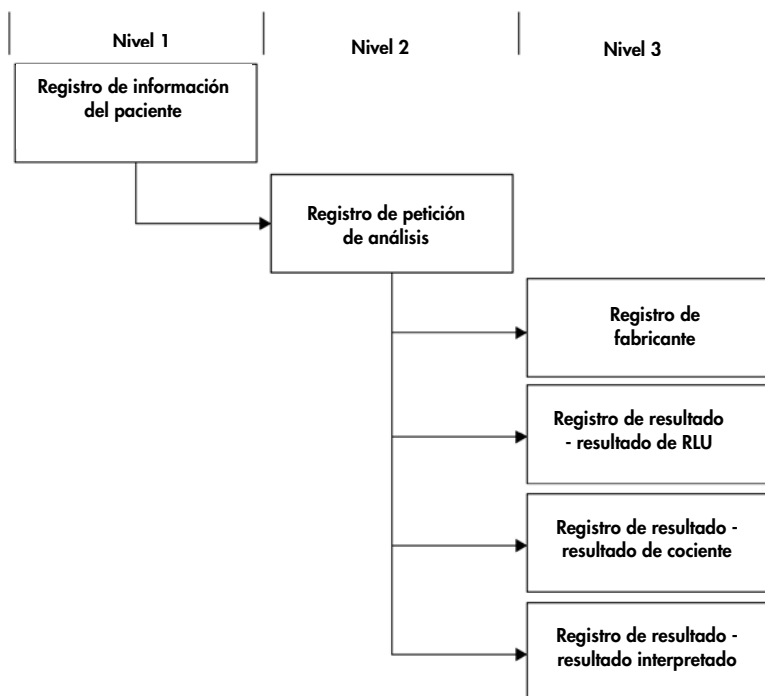 Nivel 1
Nivel 2
Nivel 3
Registro de información
del paciente
Registro de petición
de análisis
Registro de
fabricante
Registro de resultado
- resultado de RLU
Registro de resultado -
resultado de cociente
Registro de resultado -
resultado interpretado